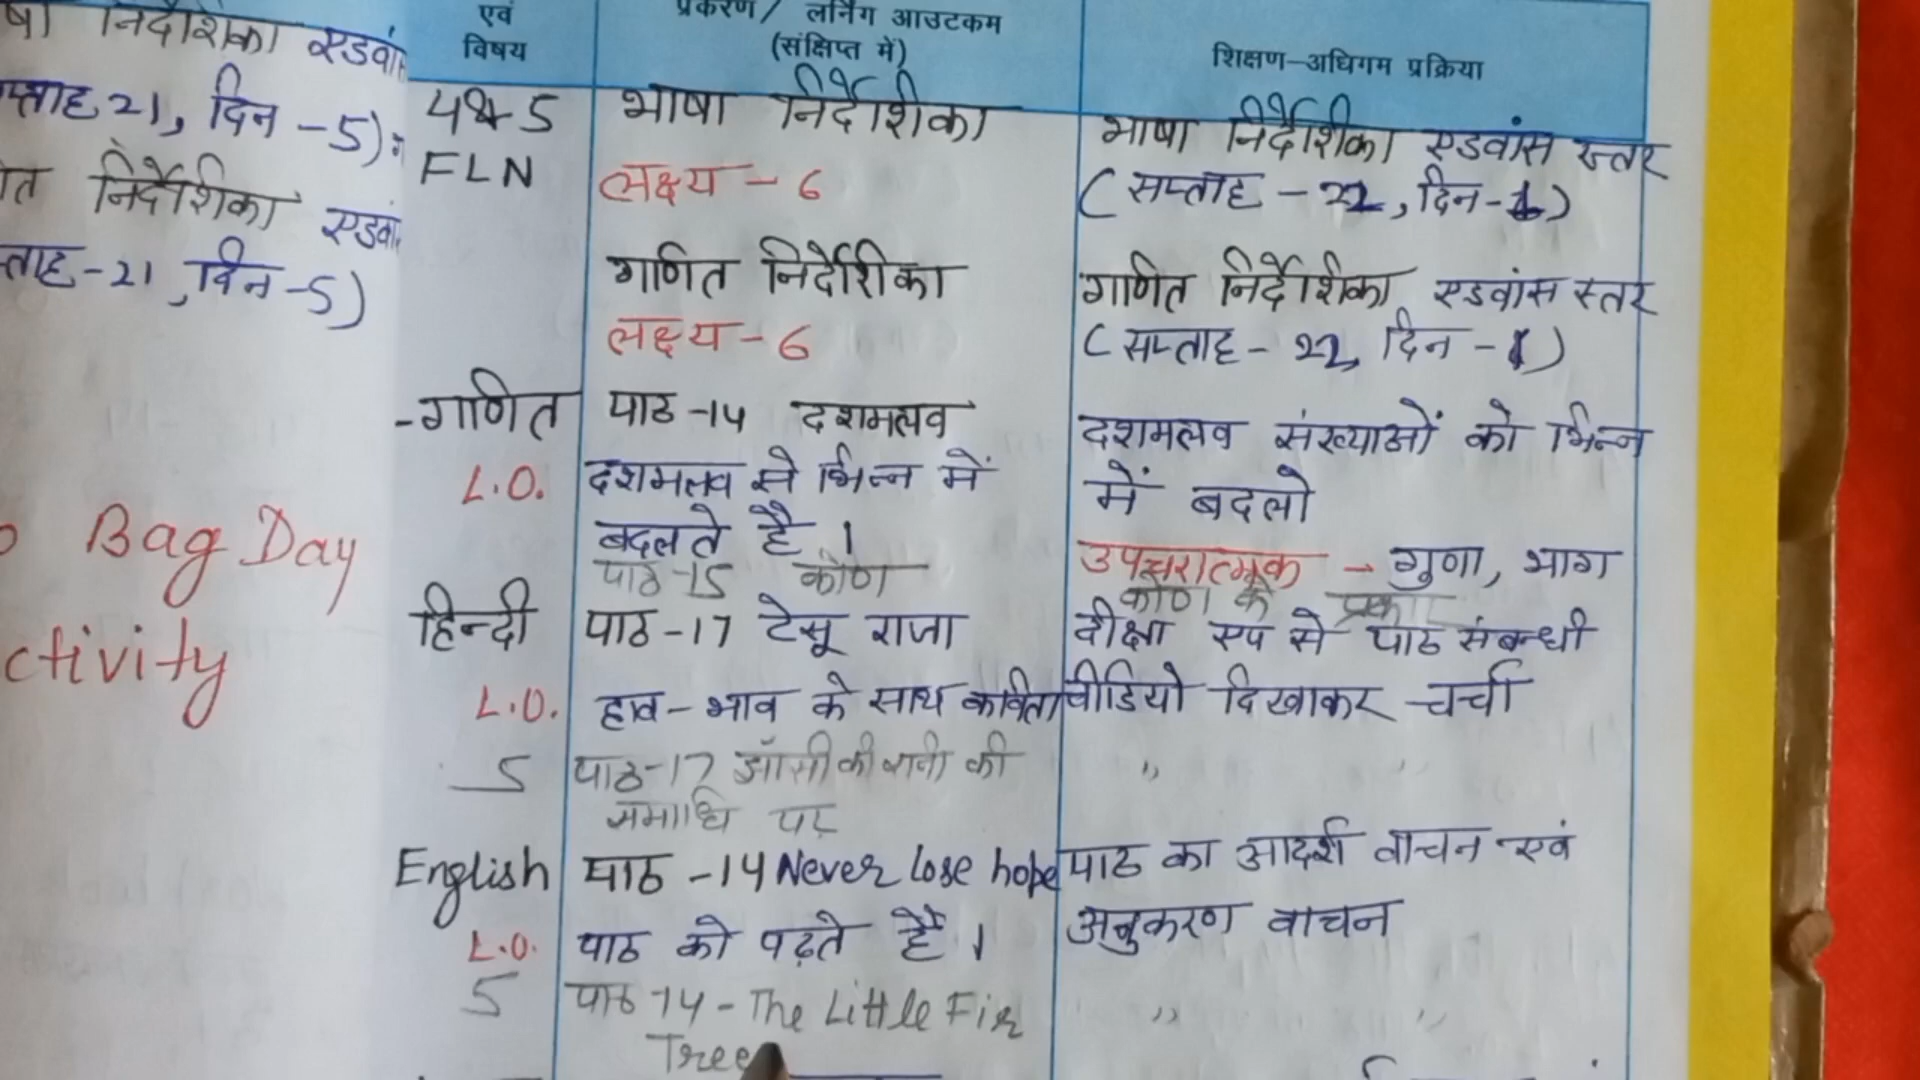 निर्देशिका एडवां
प्ताह 21, दिन - 5)
निर्देशिका एडवां
ताह - 21, दिन - 5)
Bag Day
ctivity
एवं
विषय
प्रकरण / लर्निंग आउटकम
(संक्षिप्त में)
शिक्षण-अधिगम प्रक्रिया
4&5
FLN
भाषा निर्देशिका
लक्ष्य - 6
भाषा निर्देशिका एडवांस स्तर
(सप्ताह - 22, दिन - 1)
गणित निर्देशिका
लक्ष्य - 6
गणित निर्देशिका एडवांस स्तर
(सप्ताह - 22, दिन - 1)
- गणित
पाठ - 14 दशमलव
L.O.
दशमलव से भिन्न में
बदलते है ।
पाठ - 15 कोण
दशमलव संख्याओं को भिन्न
में बदलो
उपचारात्मक - गुणा, भाग
कोण के प्रकार
हिन्दी
पाठ - 17 टेसू राजा
L.O. हाव - भाव के साथ कविता
दीक्षा एप से पाठ संबन्धी
वीडियो दिखाकर चर्चा
5 पाठ - 17 झाँसी की रानी की
समाधि पर
" "
English पाठ - 14 Never lose hope
L.O. पाठ को पढ़ते हैं ।
पाठ का आदर्श वाचन एवं
अनुकरण वाचन
5 पाठ 14 - The Little Fir
Tree
" "